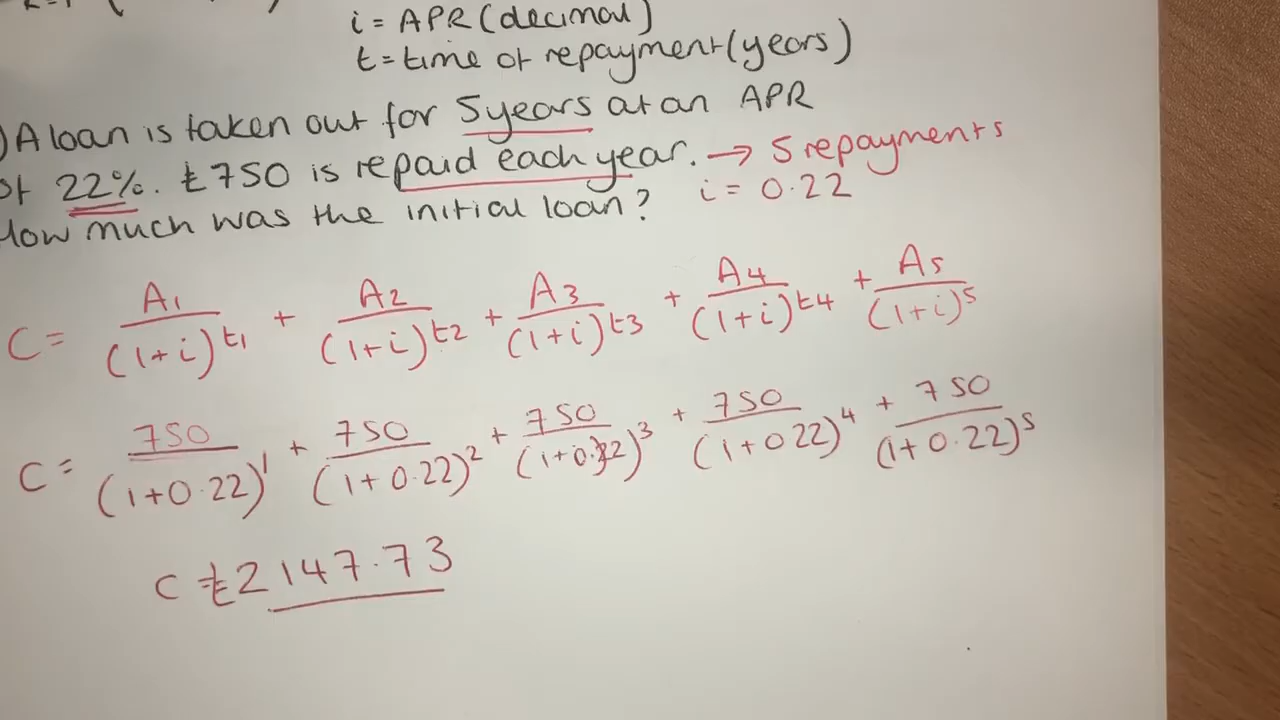 i = APR (decimal)
t = time of repayment (years)
) A loan is taken out for 5 years at an APR
of 22%. £750 is repaid each year. → 5 repayments
How much was the initial loan? i = 0.22
C = A1/(1+i)^t1 + A2/(1+i)^t2 + A3/(1+i)^t3 + A4/(1+i)^t4 + A5/(1+i)^5
C = 750/(1+0.22)^1 + 750/(1+0.22)^2 + 750/(1+0.22)^3 + 750/(1+022)^4 + 750/(1+0.22)^5
C = £2147.73